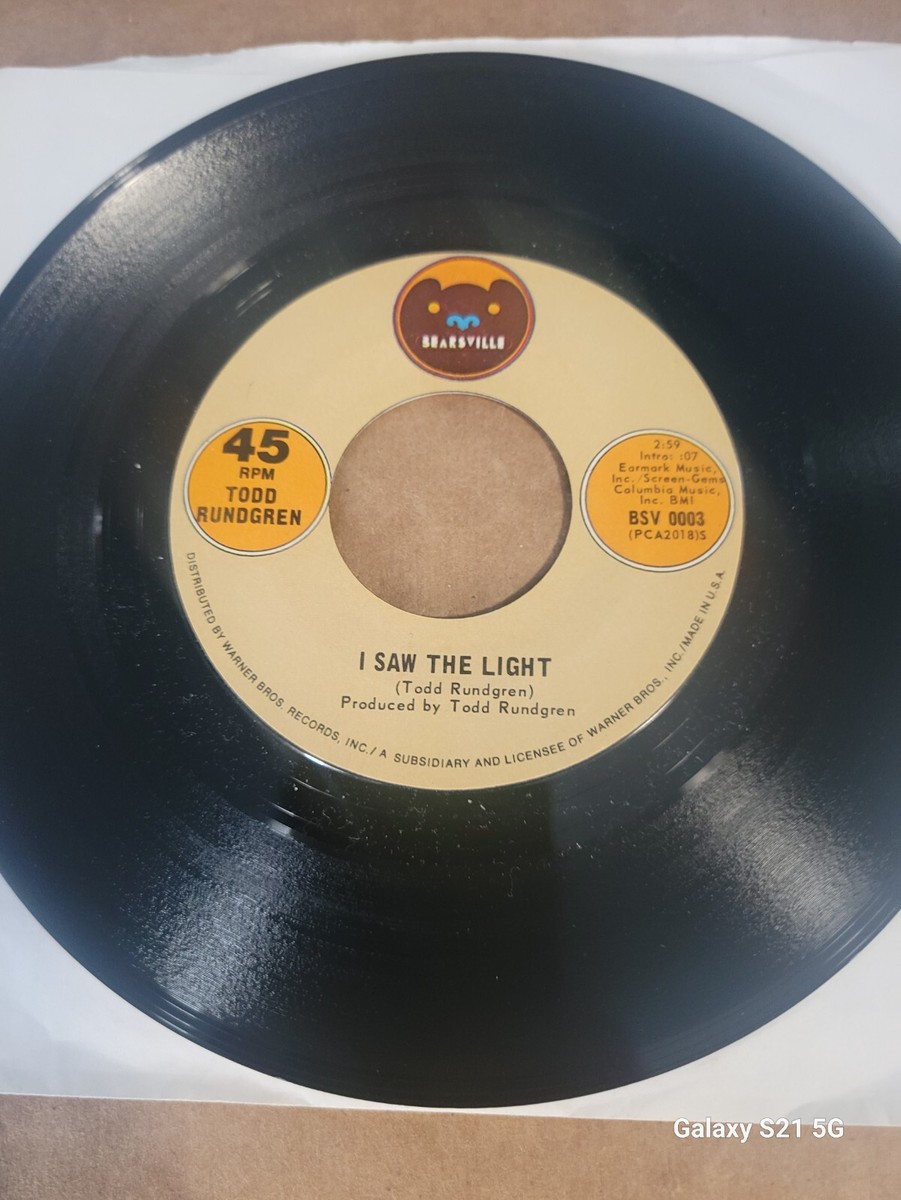 BEARSVILLE
45
RPM
TODD
RUNDGREN
2:59
Intro: :07
Earmark Music,
Inc./Screen-Gems
Columbia Music,
Inc. BMI
BSV 0003
(PCA2018)S
I SAW THE LIGHT
(Todd Rundgren)
Produced by Todd Rundgren
DISTRIBUTED BY WARNER BROS. RECORDS, INC./A SUBSIDIARY AND LICENSEE OF WARNER BROS., INC./MADE IN U.S.A.
Galaxy S21 5G